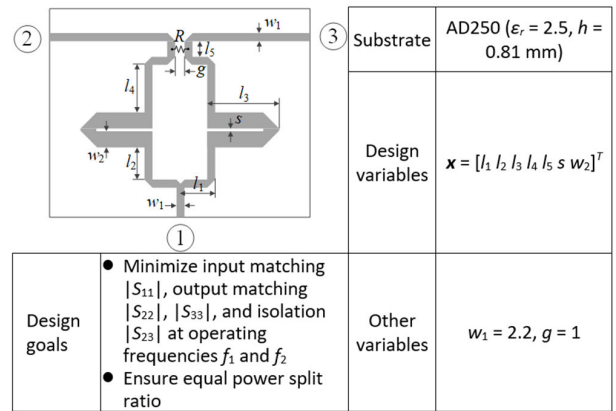 ② ③
w₁
R
l₅
g
l₄
l₃
s
w₂
l₂
l₁
w₁
①
Substrate
AD250 (εᵣ = 2.5, h
= 0.81 mm)
Design
variables
x = [l₁ l₂ l₃ l₄ l₅ s w₂]ᵀ
Design
goals
● Minimize input matching
|S₁₁|, output matching
|S₂₂|, |S₃₃|, and isolation
|S₂₃| at operating
frequencies f₁ and f₂
● Ensure equal power split
ratio
Other
variables
w₁ = 2.2, g = 1